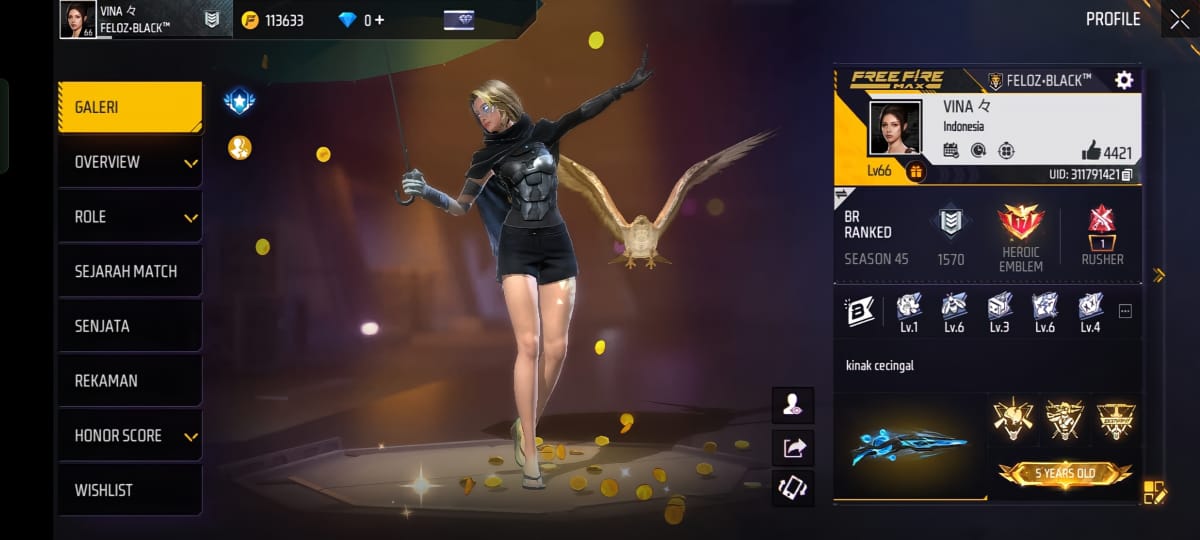 VINA 々
66
FELOZ•BLACK™
113633
0 +
PROFILE
GALERI
OVERVIEW
ROLE
SEJARAH MATCH
SENJATA
REKAMAN
HONOR SCORE
WISHLIST
FREE FIRE
MAX
FELOZ•BLACK™
VINA 々
Indonesia
4421
Lv66
UID: 311791421
BR
RANKED
SEASON 45
1570
17
HEROIC
EMBLEM
1
RUSHER
B
Lv.1
Lv.6
Lv.3
Lv.6
Lv.4
kinak cecingal
5 YEARS OLD